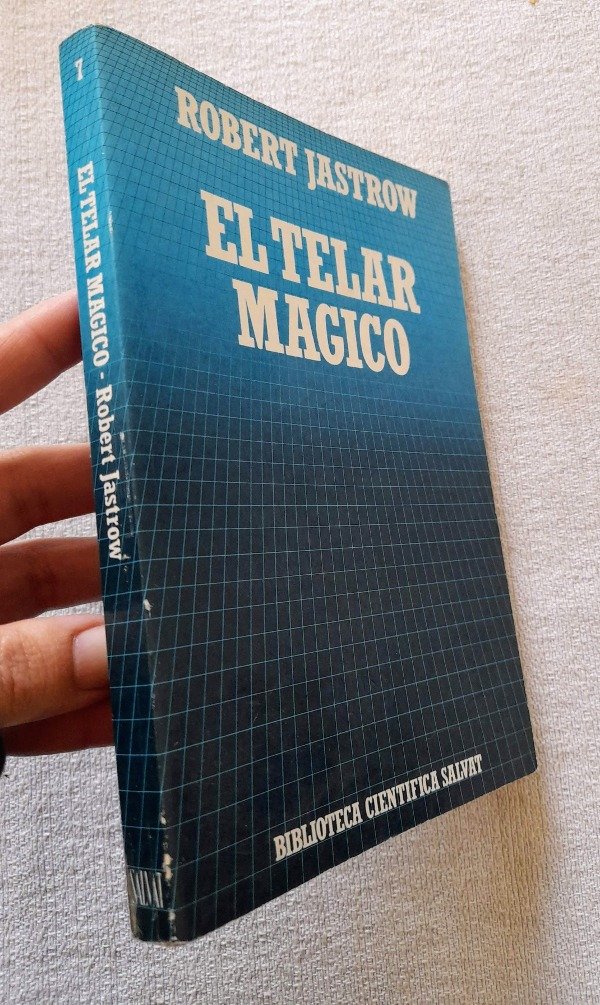 7
EL TELAR MAGICO - Robert Jastrow
ROBERT JASTROW
EL TELAR
MAGICO
BIBLIOTECA CIENTIFICA SALVAT